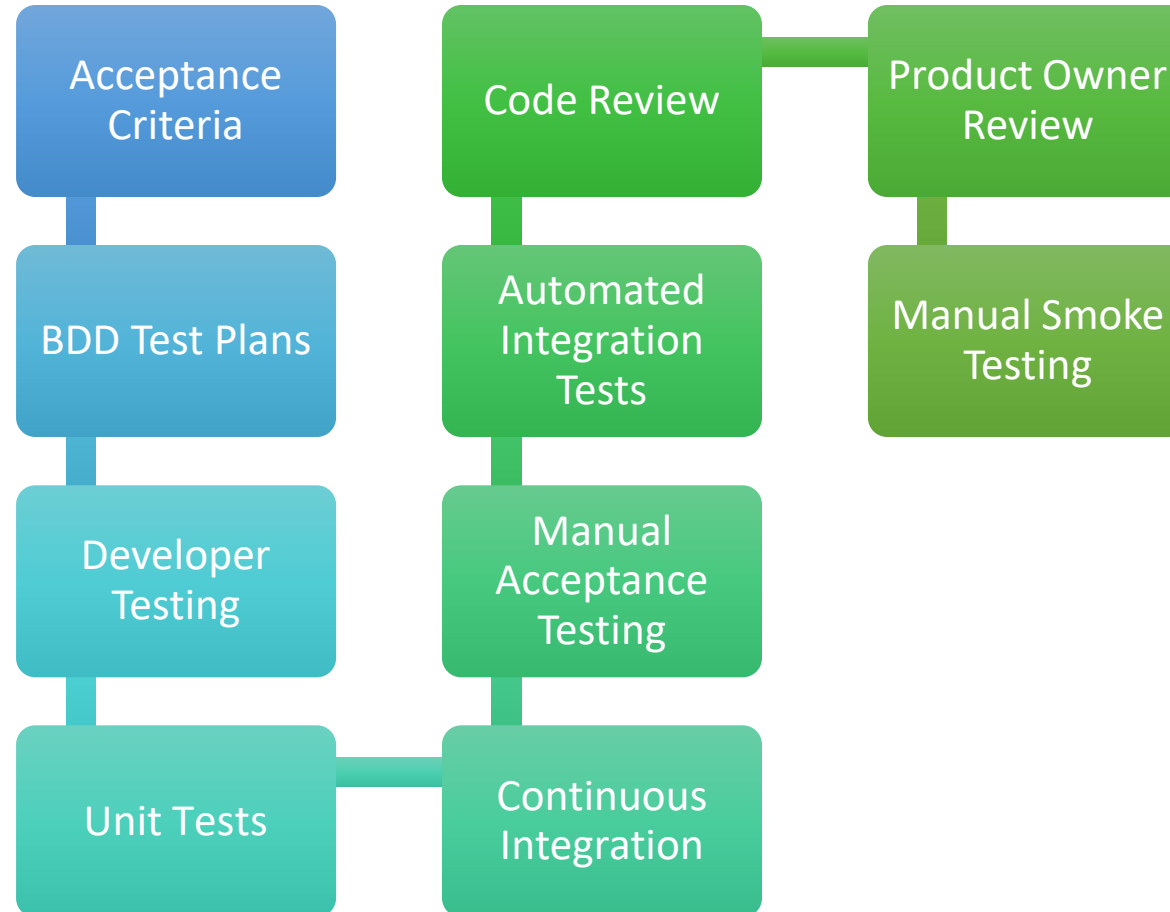 Acceptance
Criteria
BDD Test Plans
Developer
Testing
Unit Tests
Continuous
Integration
Manual
Acceptance
Testing
Automated
Integration
Tests
Code Review
Product Owner
Review
Manual Smoke
Testing